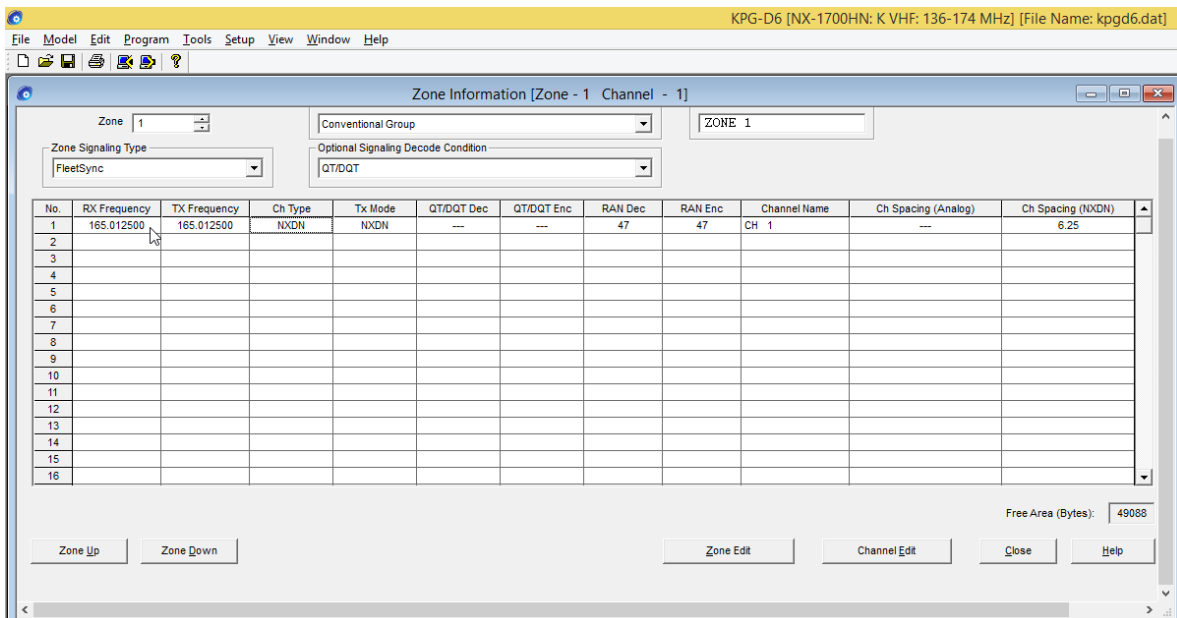 KPG-D6 [NX-1700HN: K VHF: 136-174 MHz] [File Name: kpgd6.dat]
File Model Edit Program Tools Setup View Window Help
Zone Information [Zone - 1 Channel - 1]
Zone 1 Conventional Group ZONE 1
Zone Signaling Type Optional Signaling Decode Condition
FleetSync QT/DQT
No. RX Frequency TX Frequency Ch Type Tx Mode QT/DQT Dec QT/DQT Enc RAN Dec RAN Enc Channel Name Ch Spacing (Analog) Ch Spacing (NXDN)
1 165.012500 165.012500 NXDN NXDN --- --- 47 47 CH 1 --- 6.25
2
3
4
5
6
7
8
9
10
11
12
13
14
15
16
Free Area (Bytes): 49088
Zone Up Zone Down Zone Edit Channel Edit Close Help